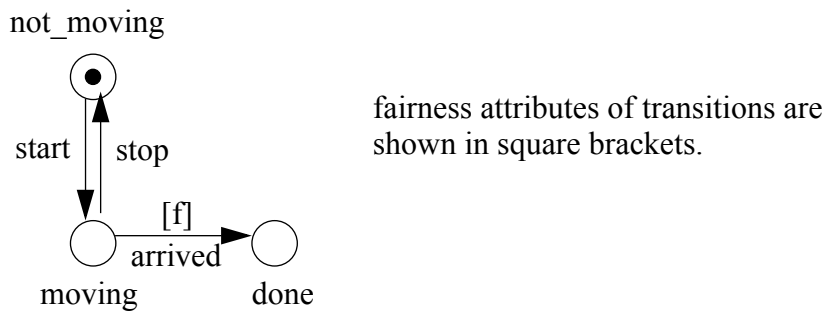 not_moving
fairness attributes of transitions are
shown in square brackets.
start
stop
[f]
arrived
moving
done